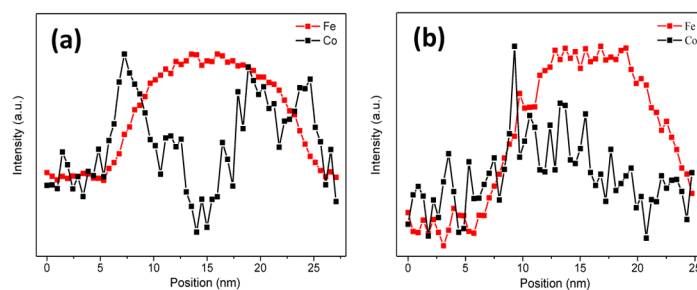 (a)
Fe
Co
Intensity (a.u.)
0 5 10 15 20 25
Position (nm)
(b)
Fe
Co
Intensity (a.u.)
0 5 10 15 20 25
Position (nm)